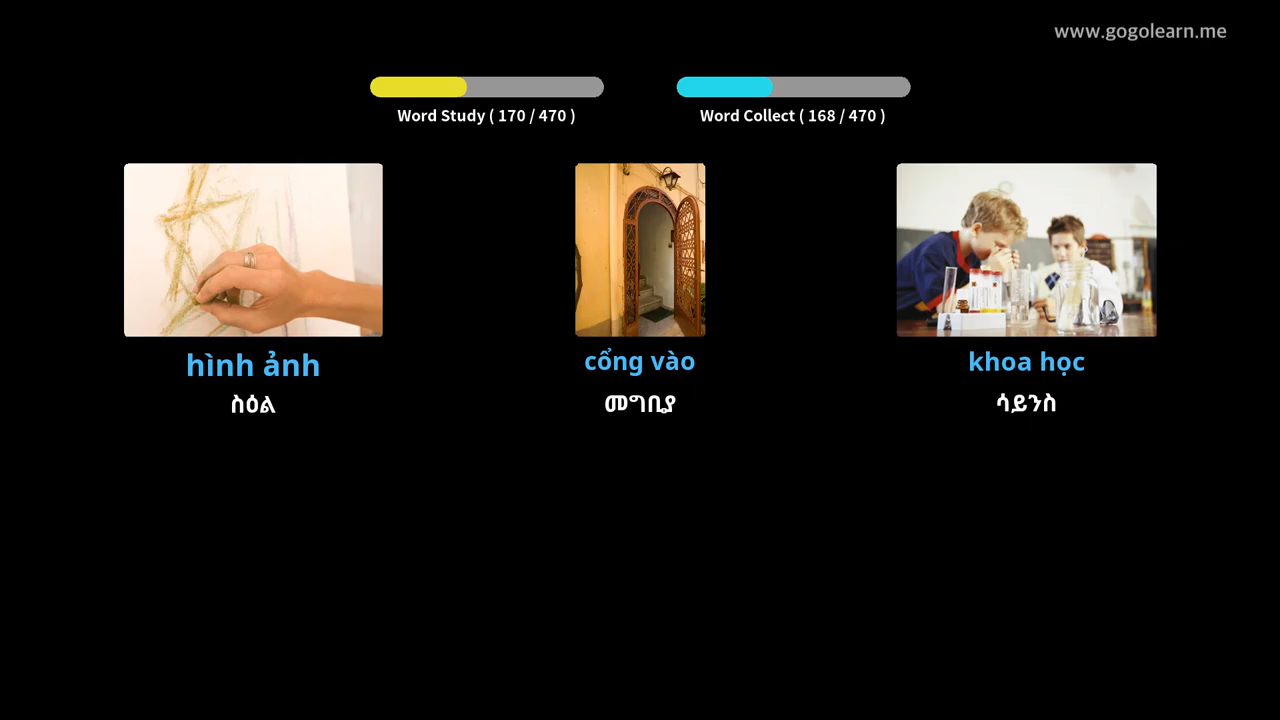 www.gogolearn.me
Word Study ( 170 / 470 )
Word Collect ( 168 / 470 )
hình ảnh
ስዕል
cổng vào
መግቢያ
khoa học
ሳይንስ